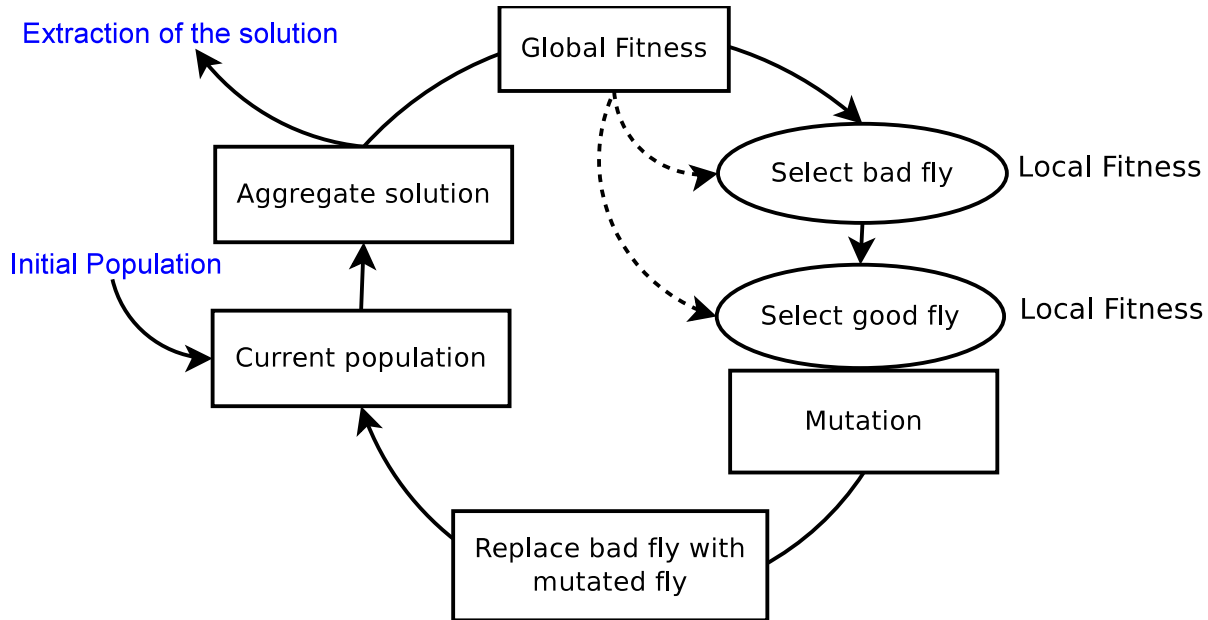 Extraction of the solution
Global Fitness
Select bad fly
Local Fitness
Aggregate solution
Initial Population
Select good fly
Local Fitness
Current population
Mutation
Replace bad fly with
mutated fly